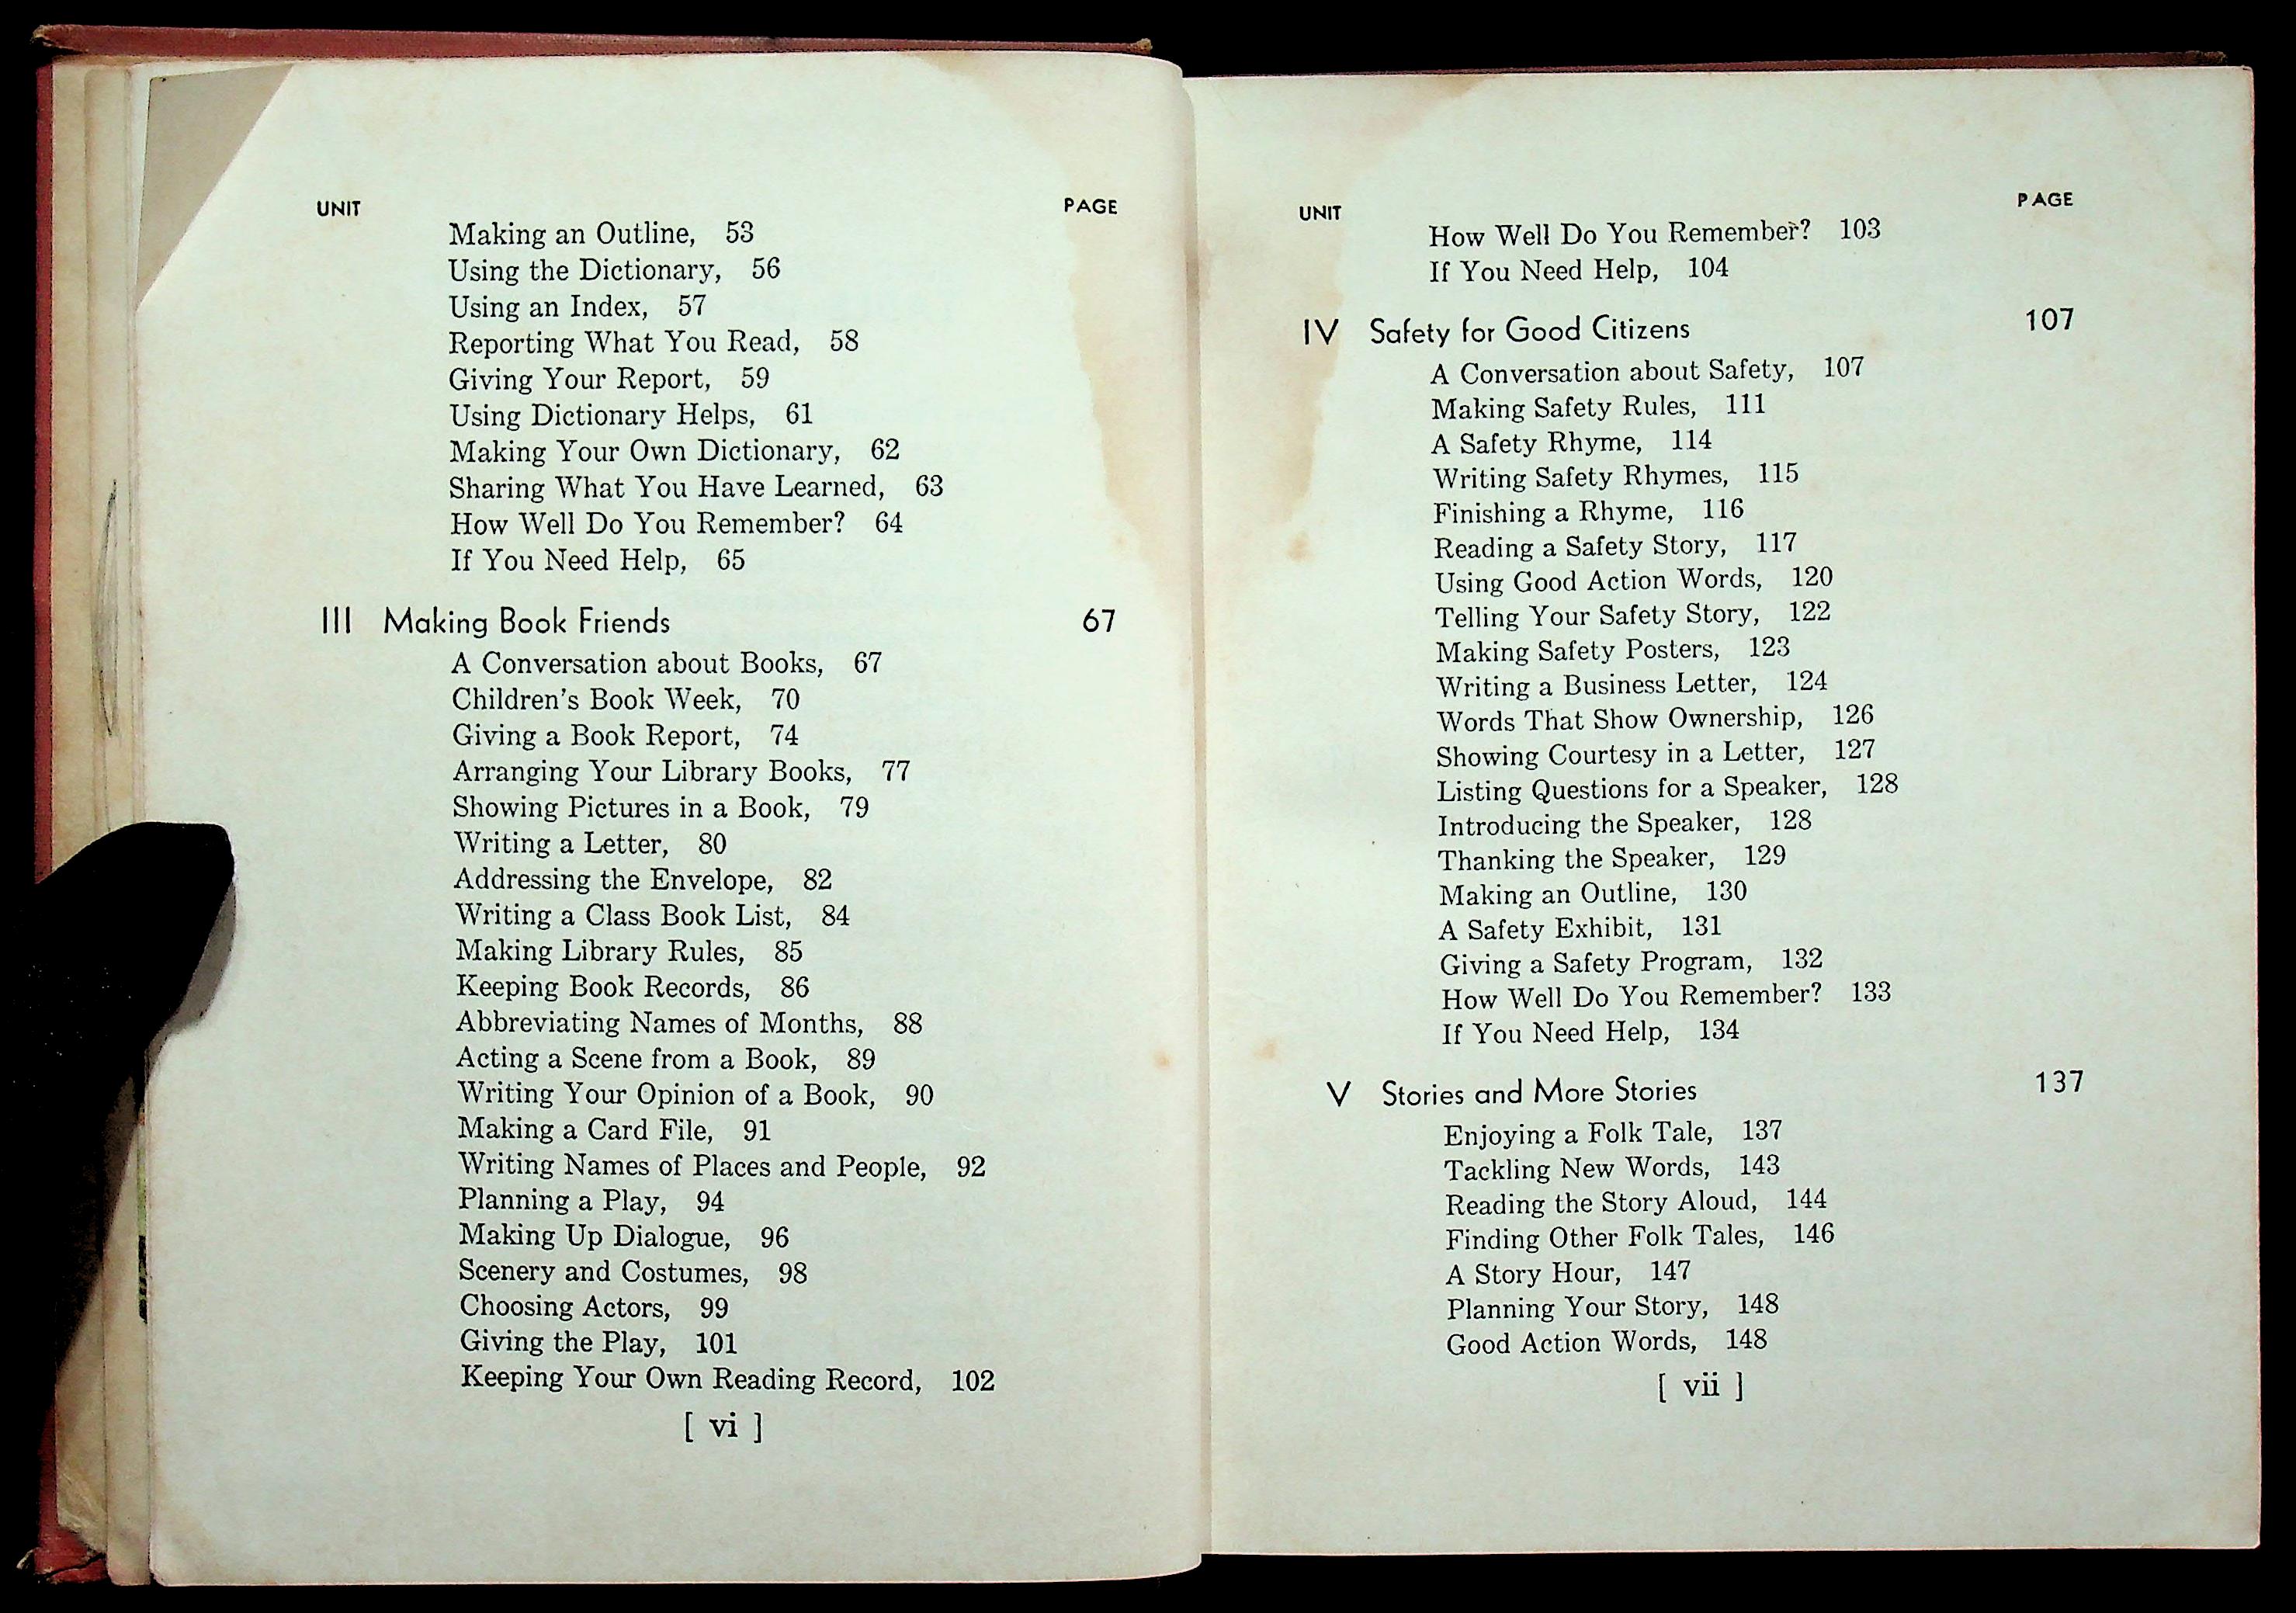 UNIT PAGE
Making an Outline, 53
Using the Dictionary, 56
Using an Index, 57
Reporting What You Read, 58
Giving Your Report, 59
Using Dictionary Helps, 61
Making Your Own Dictionary, 62
Sharing What You Have Learned, 63
How Well Do You Remember? 64
If You Need Help, 65
III Making Book Friends 67
A Conversation about Books, 67
Children's Book Week, 70
Giving a Book Report, 74
Arranging Your Library Books, 77
Showing Pictures in a Book, 79
Writing a Letter, 80
Addressing the Envelope, 82
Writing a Class Book List, 84
Making Library Rules, 85
Keeping Book Records, 86
Abbreviating Names of Months, 88
Acting a Scene from a Book, 89
Writing Your Opinion of a Book, 90
Making a Card File, 91
Writing Names of Places and People, 92
Planning a Play, 94
Making Up Dialogue, 96
Scenery and Costumes, 98
Choosing Actors, 99
Giving the Play, 101
Keeping Your Own Reading Record, 102
[ vi ]
UNIT PAGE
How Well Do You Remember? 103
If You Need Help, 104
IV Safety for Good Citizens 107
A Conversation about Safety, 107
Making Safety Rules, 111
A Safety Rhyme, 114
Writing Safety Rhymes, 115
Finishing a Rhyme, 116
Reading a Safety Story, 117
Using Good Action Words, 120
Telling Your Safety Story, 122
Making Safety Posters, 123
Writing a Business Letter, 124
Words That Show Ownership, 126
Showing Courtesy in a Letter, 127
Listing Questions for a Speaker, 128
Introducing the Speaker, 128
Thanking the Speaker, 129
Making an Outline, 130
A Safety Exhibit, 131
Giving a Safety Program, 132
How Well Do You Remember? 133
If You Need Help, 134
V Stories and More Stories 137
Enjoying a Folk Tale, 137
Tackling New Words, 143
Reading the Story Aloud, 144
Finding Other Folk Tales, 146
A Story Hour, 147
Planning Your Story, 148
Good Action Words, 148
[ vii ]